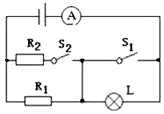 A
R₂ S₂ S₁
R₁ L